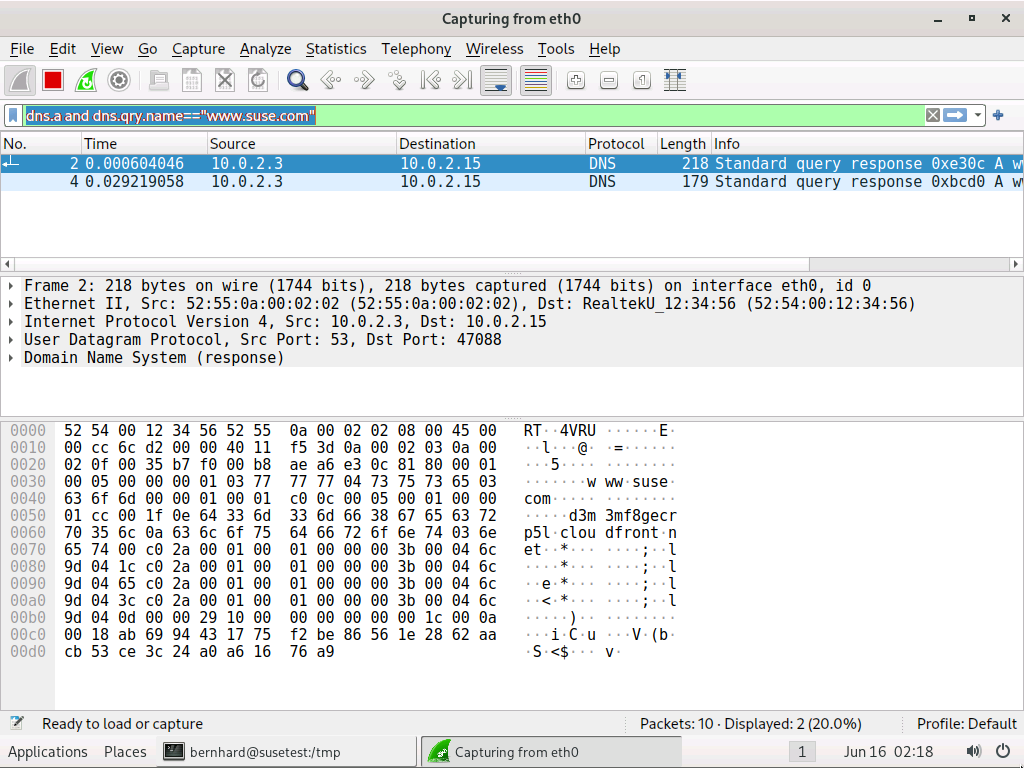 Capturing from eth0
File Edit View Go Capture Analyze Statistics Telephony Wireless Tools Help
dns.a and dns.qry.name=="www.suse.com"
No. Time Source Destination Protocol Length Info
2 0.000604046 10.0.2.3 10.0.2.15 DNS 218 Standard query response 0xe30c A w
4 0.029219058 10.0.2.3 10.0.2.15 DNS 179 Standard query response 0xbcd0 A w
Frame 2: 218 bytes on wire (1744 bits), 218 bytes captured (1744 bits) on interface eth0, id 0
Ethernet II, Src: 52:55:0a:00:02:02 (52:55:0a:00:02:02), Dst: RealtekU_12:34:56 (52:54:00:12:34:56)
Internet Protocol Version 4, Src: 10.0.2.3, Dst: 10.0.2.15
User Datagram Protocol, Src Port: 53, Dst Port: 47088
Domain Name System (response)
0000 52 54 00 12 34 56 52 55 0a 00 02 02 08 00 45 00 RT··4VRU ······E·
0010 00 cc 6c d2 00 00 40 11 f5 3d 0a 00 02 03 0a 00 ··l···@· ·=······
0020 02 0f 00 35 b7 f0 00 b8 ae a6 e3 0c 81 80 00 01 ···5···· ········
0030 00 05 00 00 00 01 03 77 77 77 04 73 75 73 65 03 ·······w ww·suse·
0040 63 6f 6d 00 00 01 00 01 c0 0c 00 05 00 01 00 00 com····· ········
0050 01 cc 00 1f 0e 64 33 6d 33 6d 66 38 67 65 63 72 ·····d3m 3mf8gecr
0060 70 35 6c 0a 63 6c 6f 75 64 66 72 6f 6e 74 03 6e p5l·clou dfront·n
0070 65 74 00 c0 2a 00 01 00 01 00 00 00 3b 00 04 6c et··*··· ····;··l
0080 9d 04 1c c0 2a 00 01 00 01 00 00 00 3b 00 04 6c ····*··· ····;··l
0090 9d 04 65 c0 2a 00 01 00 01 00 00 00 3b 00 04 6c ··e·*··· ····;··l
00a0 9d 04 3c c0 2a 00 01 00 01 00 00 00 3b 00 04 6c ··<·*··· ····;··l
00b0 9d 04 0d 00 00 29 10 00 00 00 00 00 00 1c 00 0a ·····)·· ········
00c0 00 18 ab 69 94 43 17 75 f2 be 86 56 1e 28 62 aa ···i·C·u ···V·(b·
00d0 cb 53 ce 3c 24 a0 a6 16 76 a9 ·S·<$··· v·
Ready to load or capture Packets: 10 · Displayed: 2 (20.0%) Profile: Default
Applications Places bernhard@susetest:/tmp Capturing from eth0 1 Jun 16 02:18